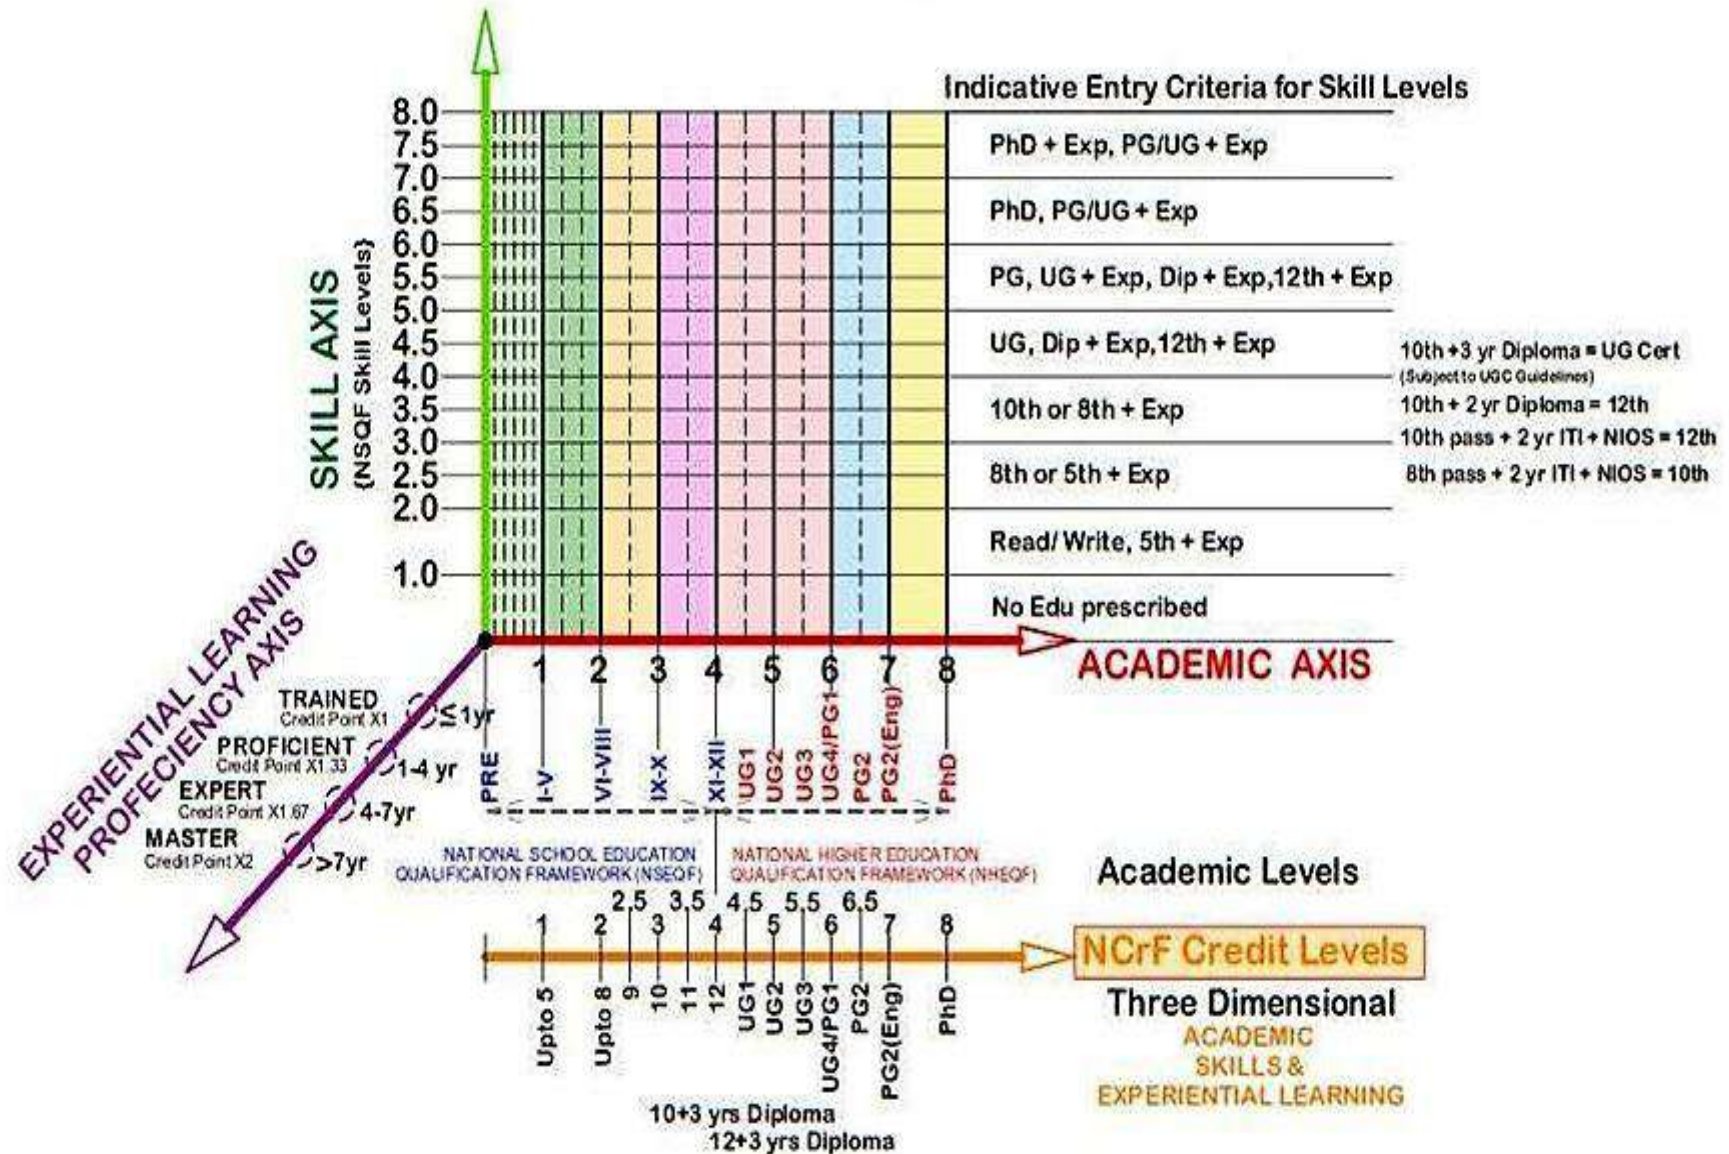 Indicative Entry Criteria for Skill Levels
8.0
7.5
7.0
6.5
6.0
5.5
5.0
4.5
4.0
3.5
3.0
2.5
2.0
1.0
SKILL AXIS
{NSQF Skill Levels}
PhD + Exp, PG/UG + Exp
PhD, PG/UG + Exp
PG, UG + Exp, Dip + Exp,12th + Exp
UG, Dip + Exp,12th + Exp
10th or 8th + Exp
8th or 5th + Exp
Read/ Write, 5th + Exp
No Edu prescribed
10th +3 yr Diploma = UG Cert
(Subject to UGC Guidelines)
10th + 2 yr Diploma = 12th
10th pass + 2 yr ITI + NIOS = 12th
8th pass + 2 yr ITI + NIOS = 10th
1 2 3 4 5 6 7 8
ACADEMIC AXIS
EXPERIENTIAL LEARNING
PROFECIENCY AXIS
TRAINED
Credit Point X1
≤1yr
PROFICIENT
Credit Point X1.33
1-4 yr
EXPERT
Credit Point X1.67
4-7yr
MASTER
Credit Point X2
>7yr
PRE
I-V
VI-VIII
IX-X
XI-XII
UG1
UG2
UG3
UG4/PG1
PG2
PG2(Eng)
PhD
NATIONAL SCHOOL EDUCATION
QUALIFICATION FRAMEWORK (NSEQF)
NATIONAL HIGHER EDUCATION
QUALIFICATION FRAMEWORK (NHEQF)
Academic Levels
2.5 3.5 4.5 5.5 6.5
1 2 3 4 5 6 7 8
NCrF Credit Levels
Upto 5
Upto 8
9
10
11
12
UG1
UG2
UG3
UG4/PG1
PG2
PG2(Eng)
PhD
Three Dimensional
ACADEMIC
SKILLS &
EXPERIENTIAL LEARNING
10+3 yrs Diploma
12+3 yrs Diploma